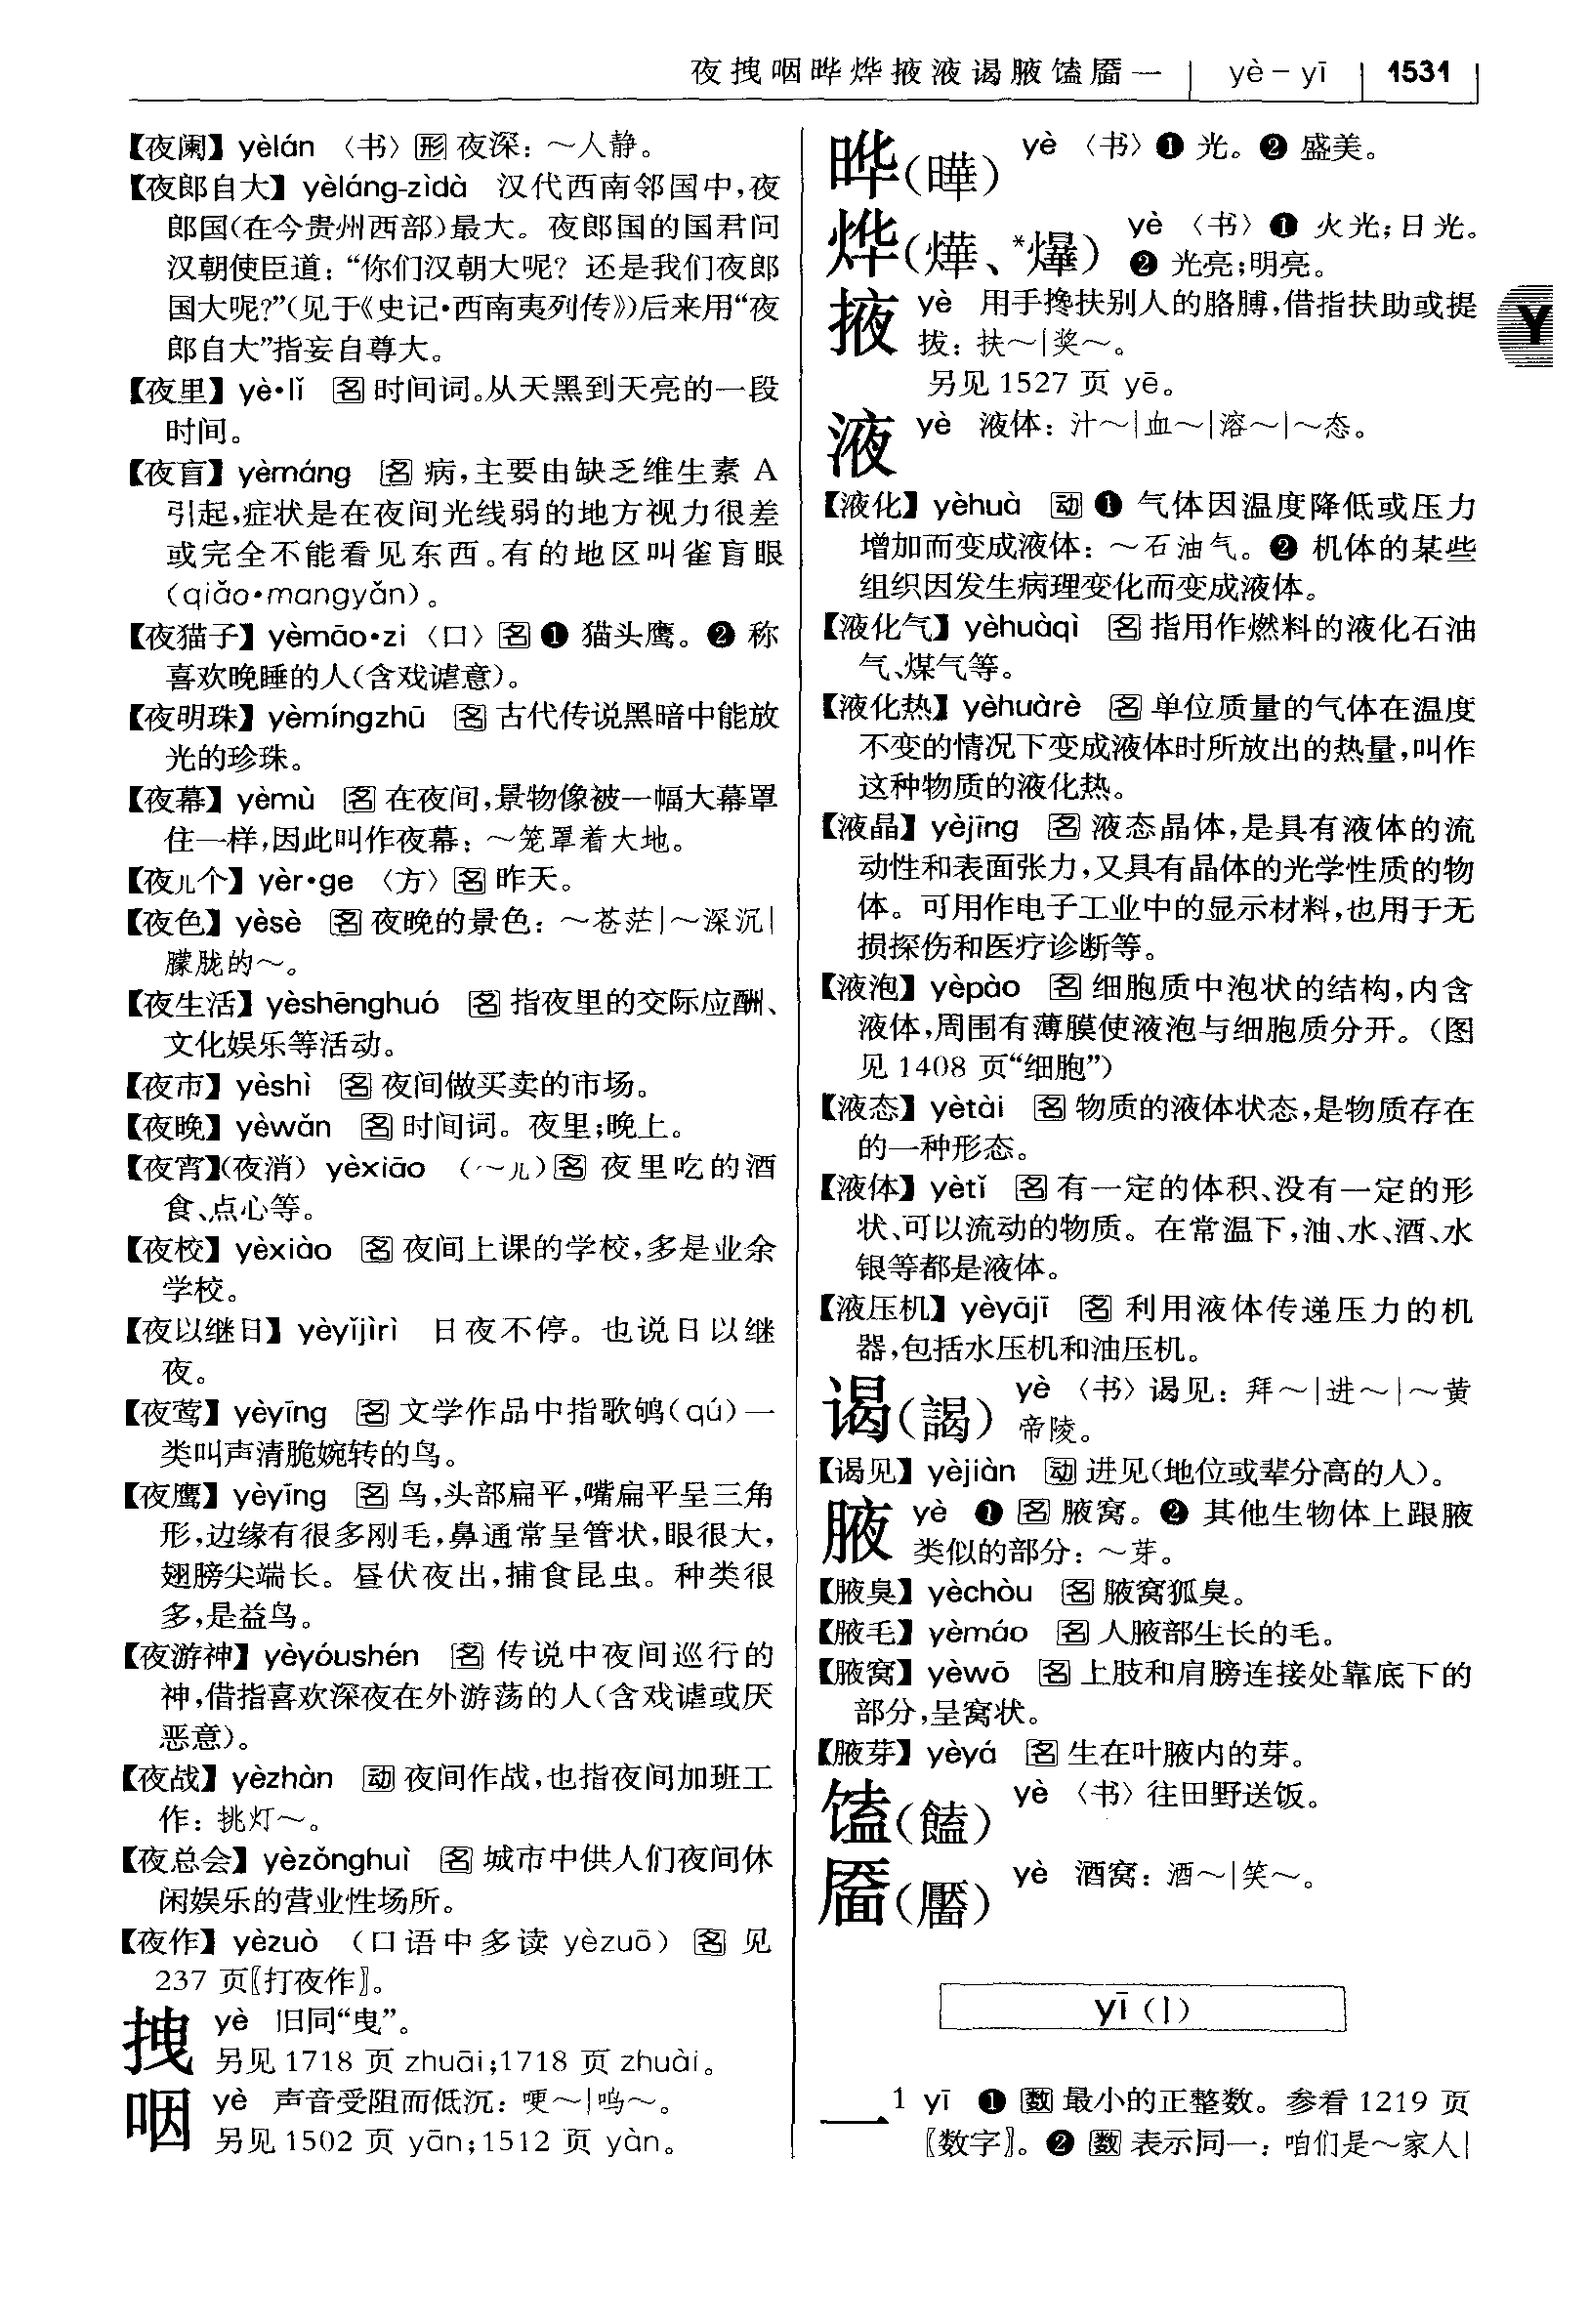 夜拽咽晔烨掖液谒腋馌靥一 yè－yī 1531
【夜阑】yèlán 〈书〉形 夜深：～人静。
【夜郎自大】yèláng-zìdà 汉代西南邻国中，夜
郎国（在今贵州西部）最大。夜郎国的国君问
汉朝使臣道：“你们汉朝大呢？还是我们夜郎
国大呢？”（见于《史记·西南夷列传》）后来用“夜
郎自大”指妄自尊大。
【夜里】yè·lǐ 名 时间词。从天黑到天亮的一段
时间。
【夜盲】yèmáng 名 病，主要由缺乏维生素 A
引起，症状是在夜间光线弱的地方视力很差
或完全不能看见东西。有的地区叫雀盲眼
（qiǎo·mangyǎn）。
【夜猫子】yèmāo·zi〈口〉名 ❶ 猫头鹰。❷ 称
喜欢晚睡的人（含戏谑意）。
【夜明珠】yèmíngzhū 名 古代传说黑暗中能放
光的珍珠。
【夜幕】yèmù 名 在夜间，景物像被一幅大幕罩
住一样，因此叫作夜幕：～笼罩着大地。
【夜儿个】yèr·ge 〈方〉名 昨天。
【夜色】yèsè 名 夜晚的景色：～苍茫|～深沉|
朦胧的～。
【夜生活】yèshēnghuó 名 指夜里的交际应酬、
文化娱乐等活动。
【夜市】yèshì 名 夜间做买卖的市场。
【夜晚】yèwǎn 名 时间词。夜里；晚上。
【夜宵】（夜消）yèxiāo （～儿）名 夜里吃的酒
食、点心等。
【夜校】yèxiào 名 夜间上课的学校，多是业余
学校。
【夜以继日】yèyǐjìrì 日夜不停。也说日以继
夜。
【夜莺】yèyīng 名 文学作品中指歌鸲（qú）一
类叫声清脆婉转的鸟。
【夜鹰】yèyīng 名 鸟，头部扁平，嘴扁平呈三角
形，边缘有很多刚毛，鼻通常呈管状，眼很大，
翅膀尖端长。昼伏夜出，捕食昆虫。种类很
多，是益鸟。
【夜游神】yèyóushén 名 传说中夜间巡行的
神，借指喜欢深夜在外游荡的人（含戏谑或厌
恶意）。
【夜战】yèzhàn 动 夜间作战，也指夜间加班工
作：挑灯～。
【夜总会】yèzǒnghuì 名 城市中供人们夜间休
闲娱乐的营业性场所。
【夜作】yèzuò （口语中多读 yèzuō）名 见
237 页〖打夜作〗。
拽 yè 旧同“曳”。
另见 1718 页 zhuāi；1718 页 zhuài。
咽 yè 声音受阻而低沉：哽～|呜～。
另见 1502 页 yān；1512 页 yàn。
晔（曄） yè 〈书〉❶ 光。❷ 盛美。
烨（燁、*爗） yè 〈书〉❶ 火光；日光。
❷ 光亮；明亮。
掖 yè 用手搀扶别人的胳膊，借指扶助或提
拔：扶～|奖～。
另见 1527 页 yē。
液 yè 液体：汁～|血～|溶～|～态。
【液化】yèhuà 动 ❶ 气体因温度降低或压力
增加而变成液体：～石油气。❷ 机体的某些
组织因发生病理变化而变成液体。
【液化气】yèhuàqì 名 指用作燃料的液化石油
气、煤气等。
【液化热】yèhuàrè 名 单位质量的气体在温度
不变的情况下变成液体时所放出的热量，叫作
这种物质的液化热。
【液晶】yèjīng 名 液态晶体，是具有液体的流
动性和表面张力，又具有晶体的光学性质的物
体。可用作电子工业中的显示材料，也用于无
损探伤和医疗诊断等。
【液泡】yèpào 名 细胞质中泡状的结构，内含
液体，周围有薄膜使液泡与细胞质分开。（图
见 1408 页“细胞”）
【液态】yètài 名 物质的液体状态，是物质存在
的一种形态。
【液体】yètǐ 名 有一定的体积、没有一定的形
状、可以流动的物质。在常温下，油、水、酒、水
银等都是液体。
【液压机】yèyājī 名 利用液体传递压力的机
器，包括水压机和油压机。
谒（謁） yè 〈书〉谒见：拜～|进～|～黄
帝陵。
【谒见】yèjiàn 动 进见（地位或辈分高的人）。
腋 yè ❶ 名 腋窝。❷ 其他生物体上跟腋
类似的部分：～芽。
【腋臭】yèchòu 名 腋窝狐臭。
【腋毛】yèmáo 名 人腋部生长的毛。
【腋窝】yèwō 名 上肢和肩膀连接处靠底下的
部分，呈窝状。
【腋芽】yèyá 名 生在叶腋内的芽。
馌（饁） yè 〈书〉往田野送饭。
靥（靨） yè 酒窝：酒～|笑～。
yī（丨）
一1 yī ❶ 数 最小的正整数。参看 1219 页
〖数字〗。❷ 数 表示同一：咱们是～家人|
Y